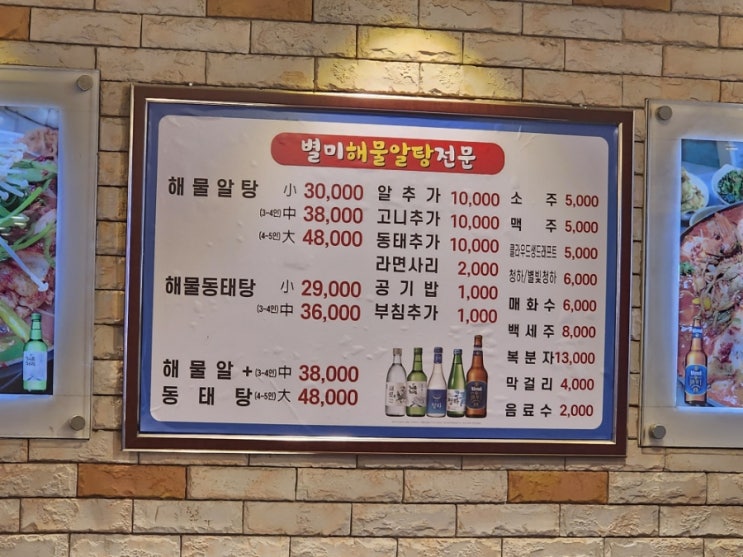 별미해물알탕전문
해물알탕 小 30,000
(3-4인) 中 38,000
(4-5인) 大 48,000
해물동태탕 小 29,000
(3-4인) 中 36,000
해물알+ (3-4인) 中 38,000
동태탕 (4-5인) 大 48,000
알추가 10,000
고니추가 10,000
동태추가 10,000
라면사리 2,000
공기밥 1,000
부침추가 1,000
소주 5,000
맥주 5,000
클라우드생드래프트 5,000
청하/별빛청하 6,000
매화수 6,000
백세주 8,000
복분자 13,000
막걸리 4,000
음료수 2,000